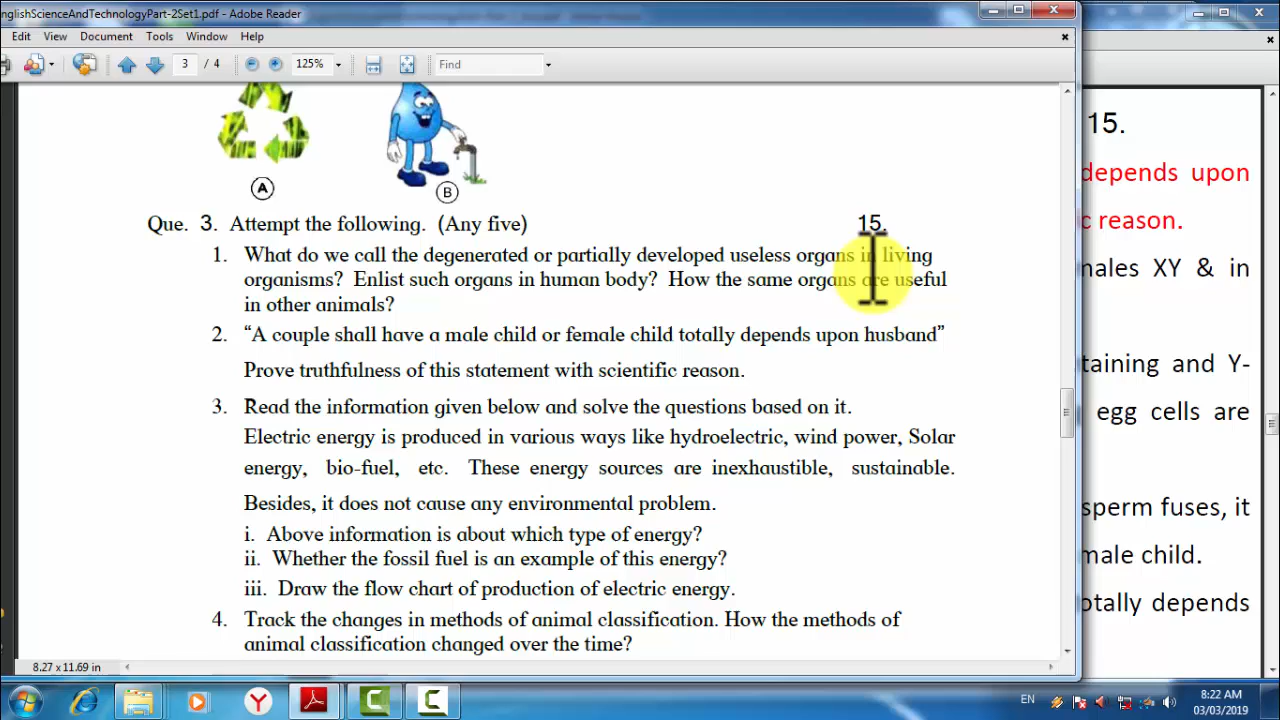 nglishScienceAndTechnologyPart-2Set1.pdf - Adobe Reader
Edit View Document Tools Window Help
3 / 4 125% Find
A
B
Que. 3. Attempt the following. (Any five) 15.
1. What do we call the degenerated or partially developed useless organs in living
organisms? Enlist such organs in human body? How the same organs are useful
in other animals?
2. “A couple shall have a male child or female child totally depends upon husband”
Prove truthfulness of this statement with scientific reason.
3. Read the information given below and solve the questions based on it.
Electric energy is produced in various ways like hydroelectric, wind power, Solar
energy, bio-fuel, etc. These energy sources are inexhaustible, sustainable.
Besides, it does not cause any environmental problem.
i. Above information is about which type of energy?
ii. Whether the fossil fuel is an example of this energy?
iii. Draw the flow chart of production of electric energy.
4. Track the changes in methods of animal classification. How the methods of
animal classification changed over the time?
8.27 x 11.69 in
15.
depends upon
c reason.
nales XY & in
taining and Y-
egg cells are
sperm fuses, it
male child.
otally depends
EN
8:22 AM
03/03/2019